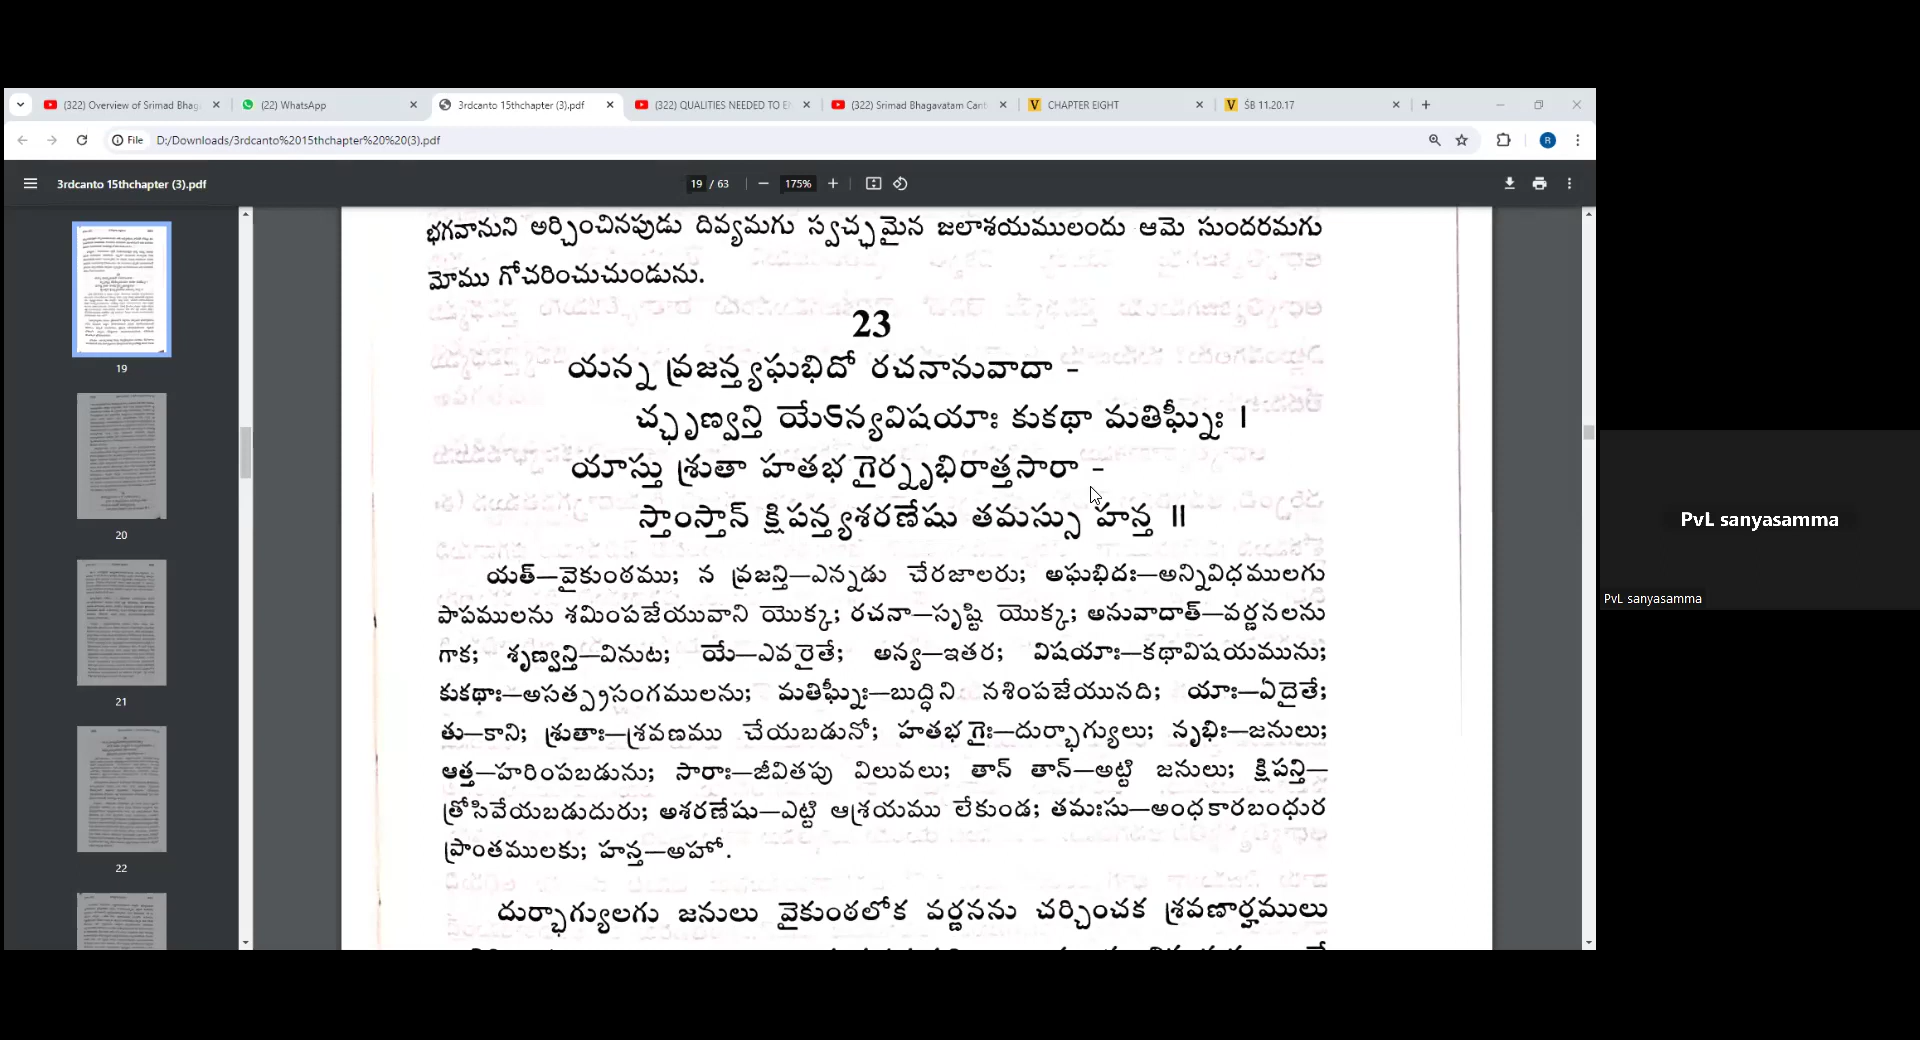 (322) Overview of Srimad Bhag
(22) WhatsApp
3rdcanto 15thchapter (3).pdf
(322) QUALITIES NEEDED TO E
(322) Srimad Bhagavatam Cant
CHAPTER EIGHT
ŚB 11.20.17
File
D:/Downloads/3rdcanto%2015thchapter%20%20(3).pdf
R
3rdcanto 15thchapter (3).pdf
19 / 63
175%
భగవానుని అర్చించినపుడు దివ్యమగు స్వచ్ఛమైన జలాశయములందు ఆమె సుందరమగు
మోము గోచరించుచుండును.
23
యన్న వ్రజన్త్యఘభిదో రచనానువాదా –
చ్ఛృణ్వన్తి యేఽన్యవిషయాః కుకథా మతిఘ్నీః ।
యాస్తు శ్రుతా హతభగైర్నృభిరాత్తసారా –
స్తాంస్తాన్ క్షిపన్త్యశరణేషు తమస్సు హన్త ॥
యత్—వైకుంఠము; న వ్రజన్తి—ఎన్నడు చేరజాలరు; అఘభిదః—అన్నివిధములగు
పాపములను శమింపజేయువాని యొక్క; రచనా—సృష్టి యొక్క; అనువాదాత్—వర్ణనలను
గాక; శృణ్వన్తి—వినుట; యే—ఎవరైతే; అన్య—ఇతర; విషయాః—కథావిషయమును;
కుకథాః—అసత్ప్రసంగములను; మతిఘ్నీః—బుద్ధిని నశింపజేయునది; యాః—ఏదైతే;
తు—కాని; శ్రుతాః—శ్రవణము చేయబడునో; హతభగైః—దుర్భాగ్యులు; నృభిః—జనులు;
ఆత్త—హరింపబడును; సారాః—జీవితపు విలువలు; తాన్ తాన్—అట్టి జనులు; క్షిపన్తి—
త్రోసివేయబడుదురు; అశరణేషు—ఎట్టి ఆశ్రయము లేకుండ; తమఃసు—అంధకారబంధుర
ప్రాంతములకు; హన్త—అహో.
దుర్భాగ్యులగు జనులు వైకుంఠలోక వర్ణనను చర్చించక శ్రవణార్హములు
19
20
21
22
PvL sanyasamma
PvL sanyasamma